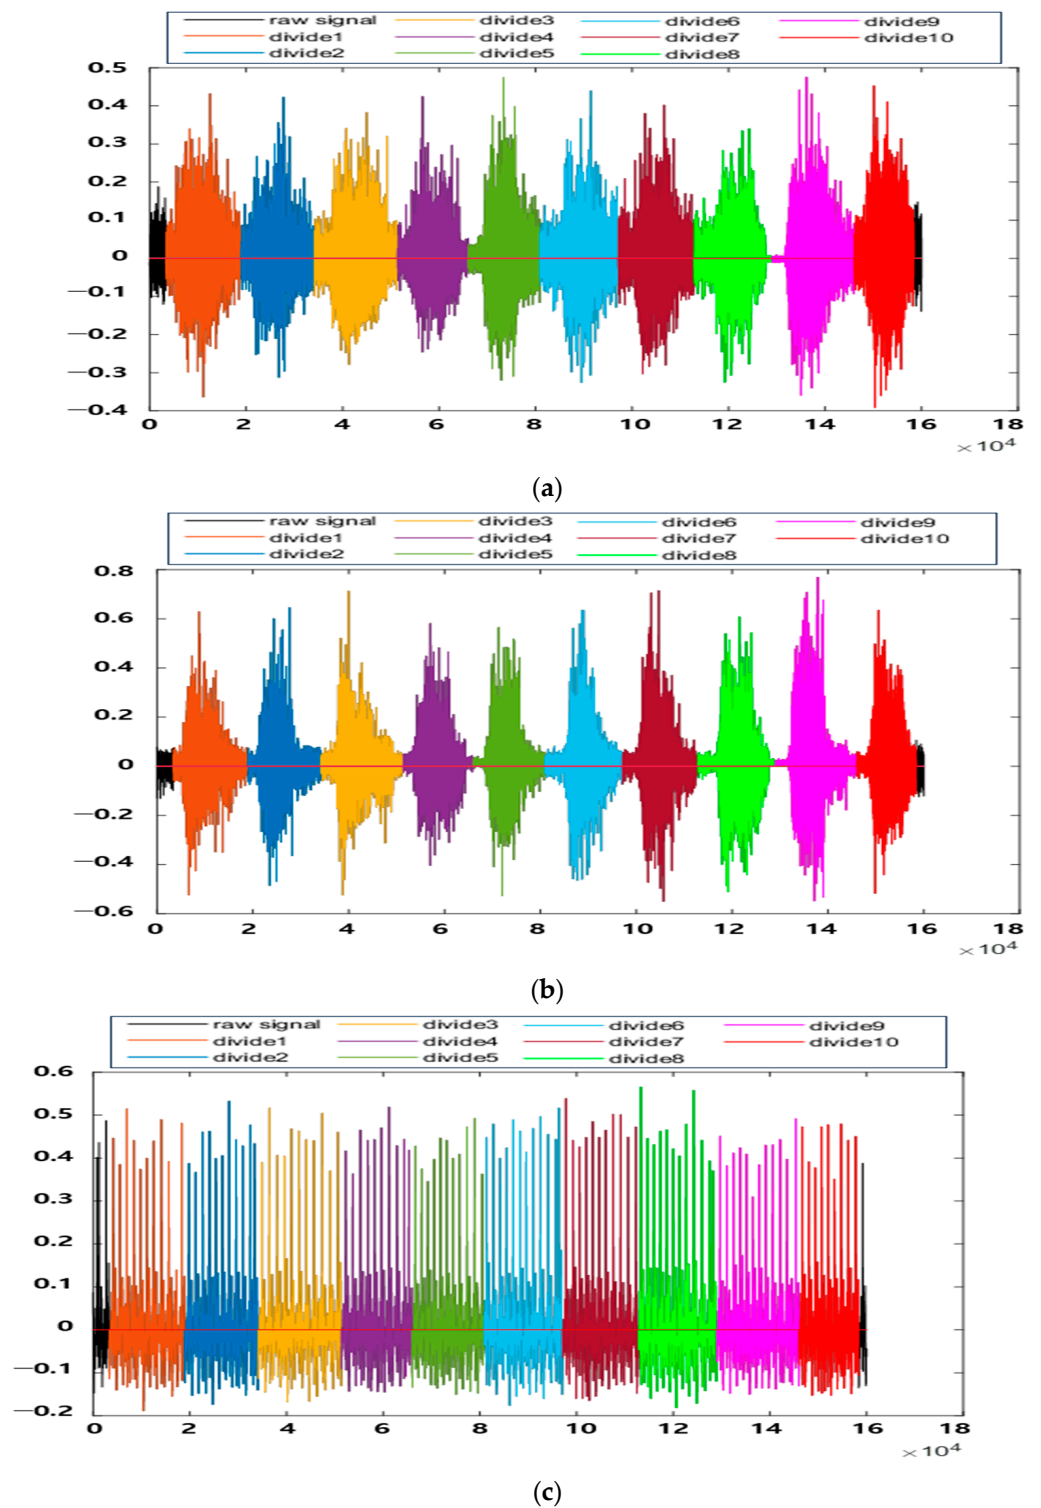 raw signal divide3 divide6 divide9
divide1 divide4 divide7 divide10
divide2 divide5 divide8
0.5
0.4
0.3
0.2
0.1
0
−0.1
−0.2
−0.3
−0.4
0 2 4 6 8 10 12 14 16 18
×10⁴
(a)
raw signal divide3 divide6 divide9
divide1 divide4 divide7 divide10
divide2 divide5 divide8
0.8
0.6
0.4
0.2
0
−0.2
−0.4
−0.6
0 2 4 6 8 10 12 14 16 18
×10⁴
(b)
raw signal divide3 divide6 divide9
divide1 divide4 divide7 divide10
divide2 divide5 divide8
0.6
0.5
0.4
0.3
0.2
0.1
0
−0.1
−0.2
0 2 4 6 8 10 12 14 16 18
×10⁴
(c)